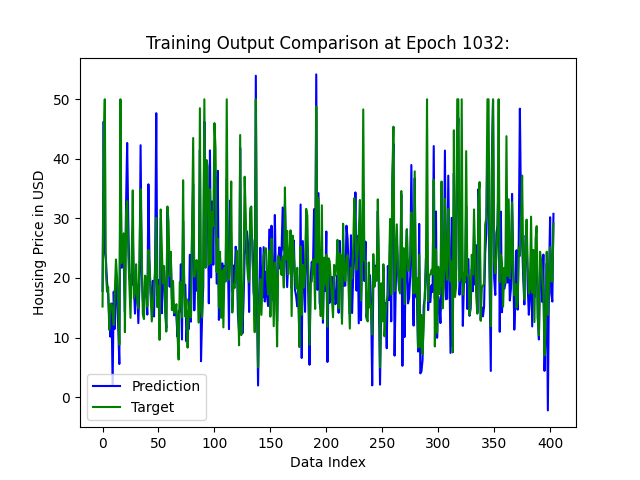 Training Output Comparison at Epoch 1032:
Housing Price in USD
50
40
30
20
10
0
Prediction
Target
0 50 100 150 200 250 300 350 400
Data Index